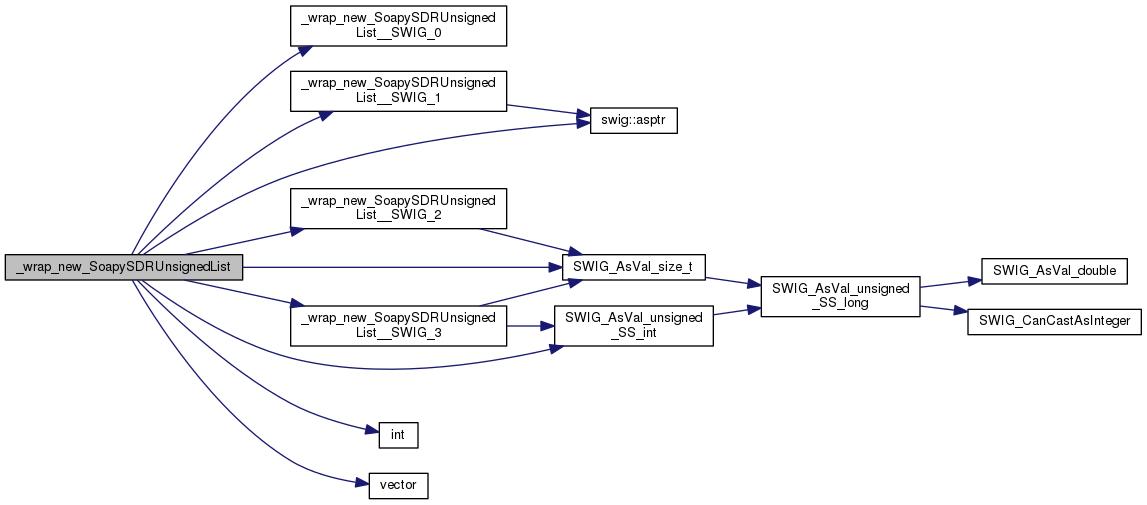 _wrap_new_SoapySDRUnsigned
List__SWIG_0
_wrap_new_SoapySDRUnsigned
List__SWIG_1
swig::asptr
_wrap_new_SoapySDRUnsigned
List__SWIG_2
_wrap_new_SoapySDRUnsignedList
SWIG_AsVal_size_t
SWIG_AsVal_unsigned
_SS_long
SWIG_AsVal_double
_wrap_new_SoapySDRUnsigned
List__SWIG_3
SWIG_AsVal_unsigned
_SS_int
SWIG_CanCastAsInteger
int
vector